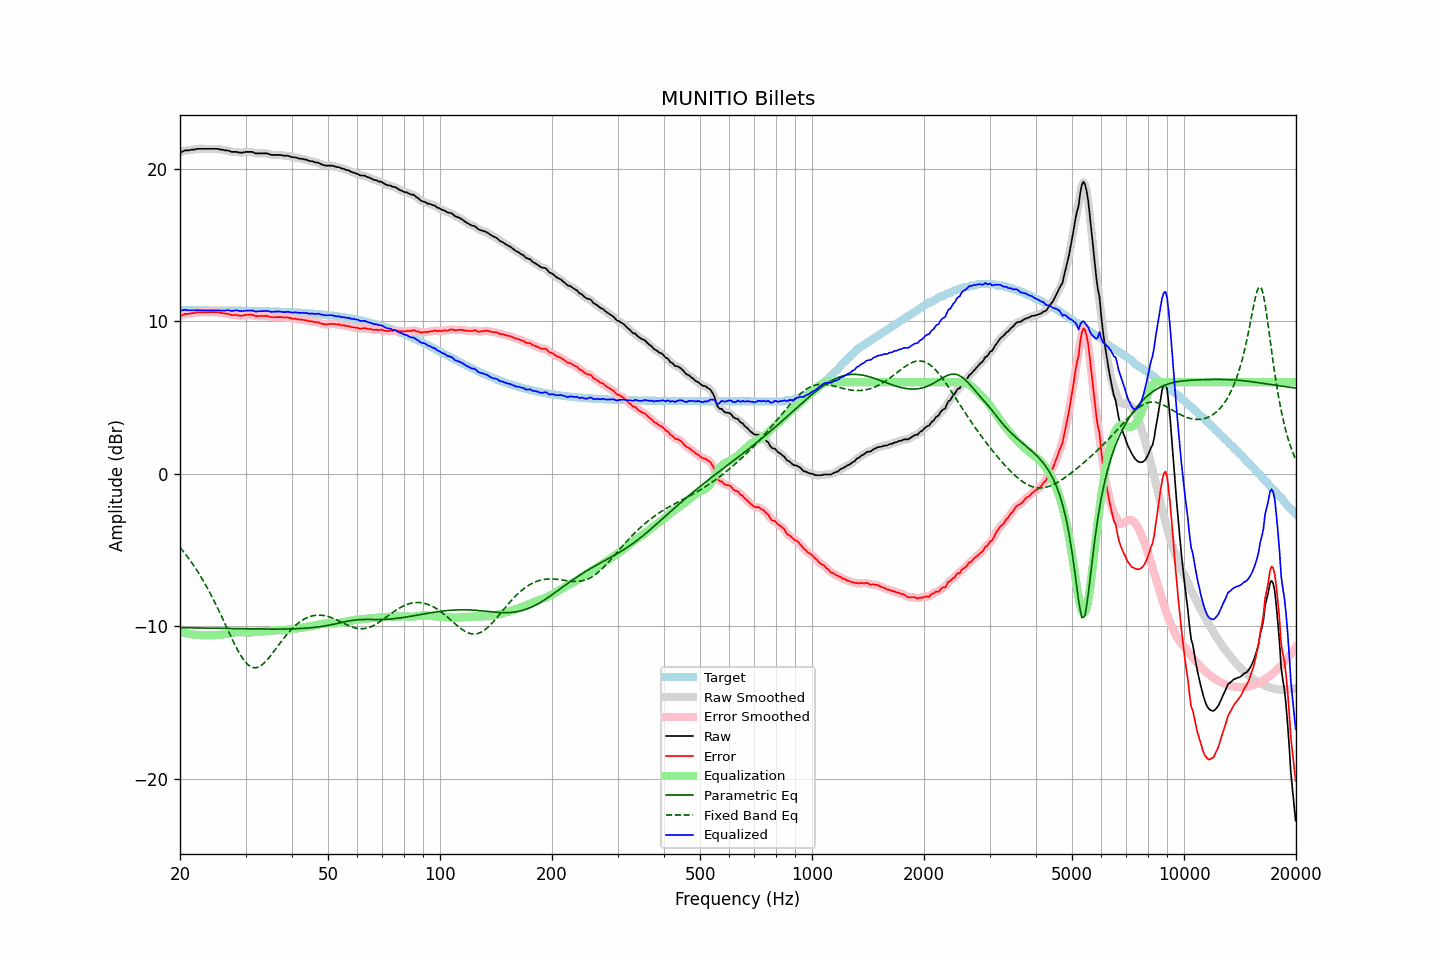 MUNITIO Billets
20
10
0
−10
−20
Amplitude (dBr)
20
50
100
200
500
1000
2000
5000
10000
20000
Frequency (Hz)
Target
Raw Smoothed
Error Smoothed
Raw
Error
Equalization
Parametric Eq
Fixed Band Eq
Equalized